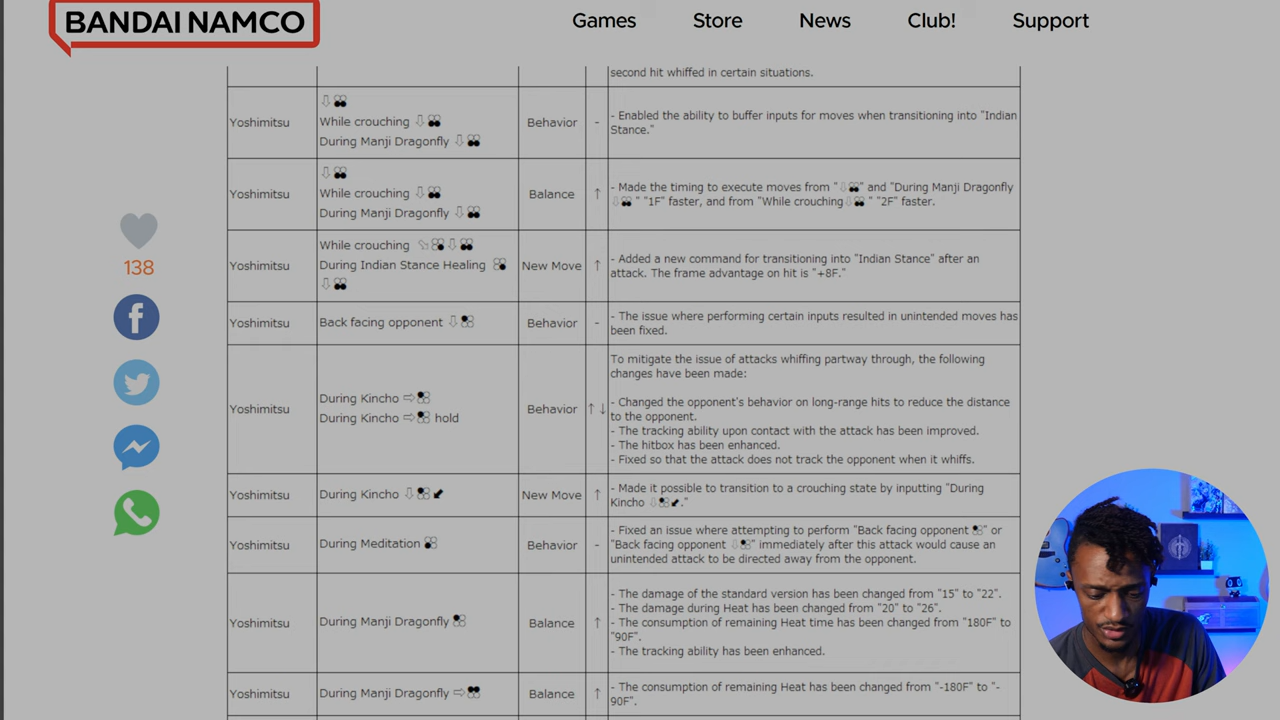 BANDAI NAMCO
Games Store News Club! Support
second hit whiffed in certain situations.
Yoshimitsu
While crouching
During Manji Dragonfly
Behavior
-
- Enabled the ability to buffer inputs for moves when transitioning into "Indian
Stance."
Yoshimitsu
While crouching
During Manji Dragonfly
Balance
↑
- Made the timing to execute moves from "⇩" and "During Manji Dragonfly
⇩" "1F" faster, and from "While crouching⇩" "2F" faster.
Yoshimitsu
While crouching
During Indian Stance Healing
New Move
↑
- Added a new command for transitioning into "Indian Stance" after an
attack. The frame advantage on hit is "+8F."
Yoshimitsu
Back facing opponent ⇩
Behavior
-
- The issue where performing certain inputs resulted in unintended moves has
been fixed.
Yoshimitsu
During Kincho ⇨
During Kincho ⇨ hold
Behavior
↑ ↓
To mitigate the issue of attacks whiffing partway through, the following
changes have been made:
- Changed the opponent's behavior on long-range hits to reduce the distance
to the opponent.
- The tracking ability upon contact with the attack has been improved.
- The hitbox has been enhanced.
- Fixed so that the attack does not track the opponent when it whiffs.
Yoshimitsu
During Kincho ⇩⬋
New Move
↑
- Made it possible to transition to a crouching state by inputting "During
Kincho ⇩⬋."
Yoshimitsu
During Meditation
Behavior
-
- Fixed an issue where attempting to perform "Back facing opponent " or
"Back facing opponent ⇩" immediately after this attack would cause an
unintended attack to be directed away from the opponent.
Yoshimitsu
During Manji Dragonfly
Balance
↑
- The damage of the standard version has been changed from "15" to "22".
- The damage during Heat has been changed from "20" to "26".
- The consumption of remaining Heat time has been changed from "180F" to
"90F".
- The tracking ability has been enhanced.
Yoshimitsu
During Manji Dragonfly ⇨
Balance
↑
- The consumption of remaining Heat has been changed from "-180F" to "-
90F".
138